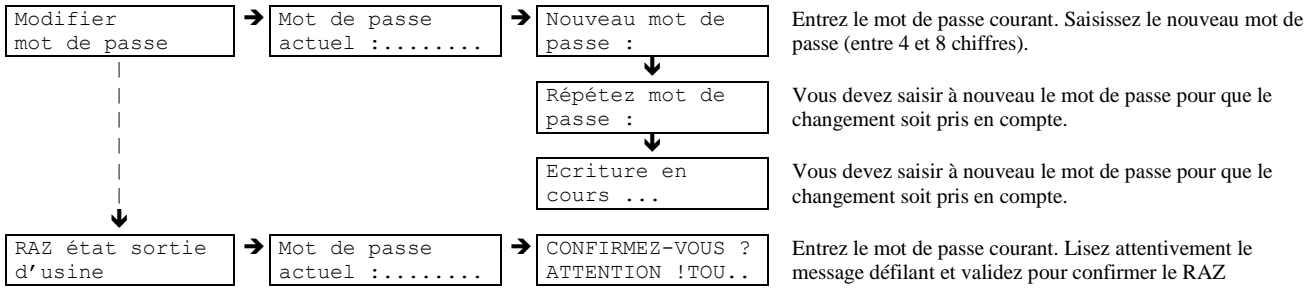 Modifier
mot de passe
Mot de passe
actuel :........
Nouveau mot de
passe :
Entrez le mot de passe courant. Saisissez le nouveau mot de
passe (entre 4 et 8 chiffres).
Répétez mot de
passe :
Vous devez saisir à nouveau le mot de passe pour que le
changement soit pris en compte.
Ecriture en
cours ...
Vous devez saisir à nouveau le mot de passe pour que le
changement soit pris en compte.
RAZ état sortie
d’usine
Mot de passe
actuel :........
CONFIRMEZ-VOUS ?
ATTENTION !TOU..
Entrez le mot de passe courant. Lisez attentivement le
message défilant et validez pour confirmer le RAZ